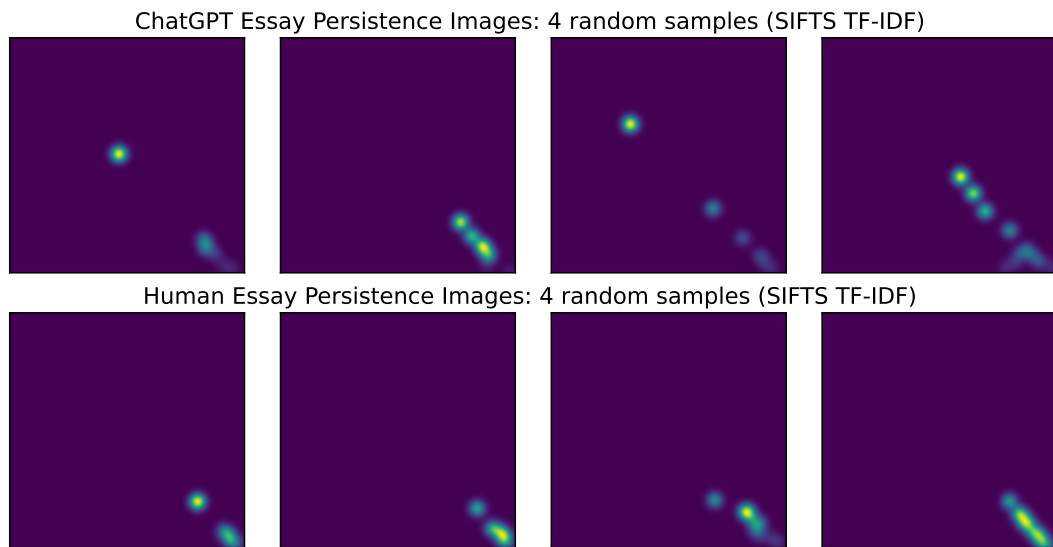 ChatGPT Essay Persistence Images: 4 random samples (SIFTS TF-IDF)
Human Essay Persistence Images: 4 random samples (SIFTS TF-IDF)